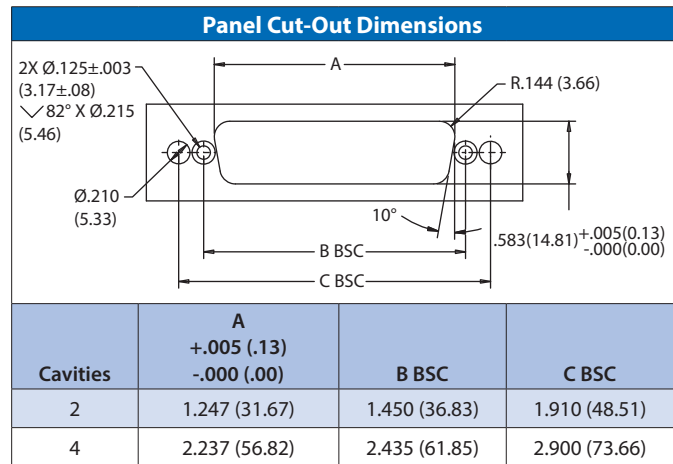 Panel Cut-Out Dimensions
2X Ø.125±.003
(3.17±.08)
⌵ 82° X Ø.215
(5.46)
A
R.144 (3.66)
Ø.210
(5.33)
10°
.583(14.81)+.005(0.13)
-.000(0.00)
B BSC
C BSC
Cavities
A
+.005 (.13)
-.000 (.00)
B BSC
C BSC
2 1.247 (31.67) 1.450 (36.83) 1.910 (48.51)
4 2.237 (56.82) 2.435 (61.85) 2.900 (73.66)